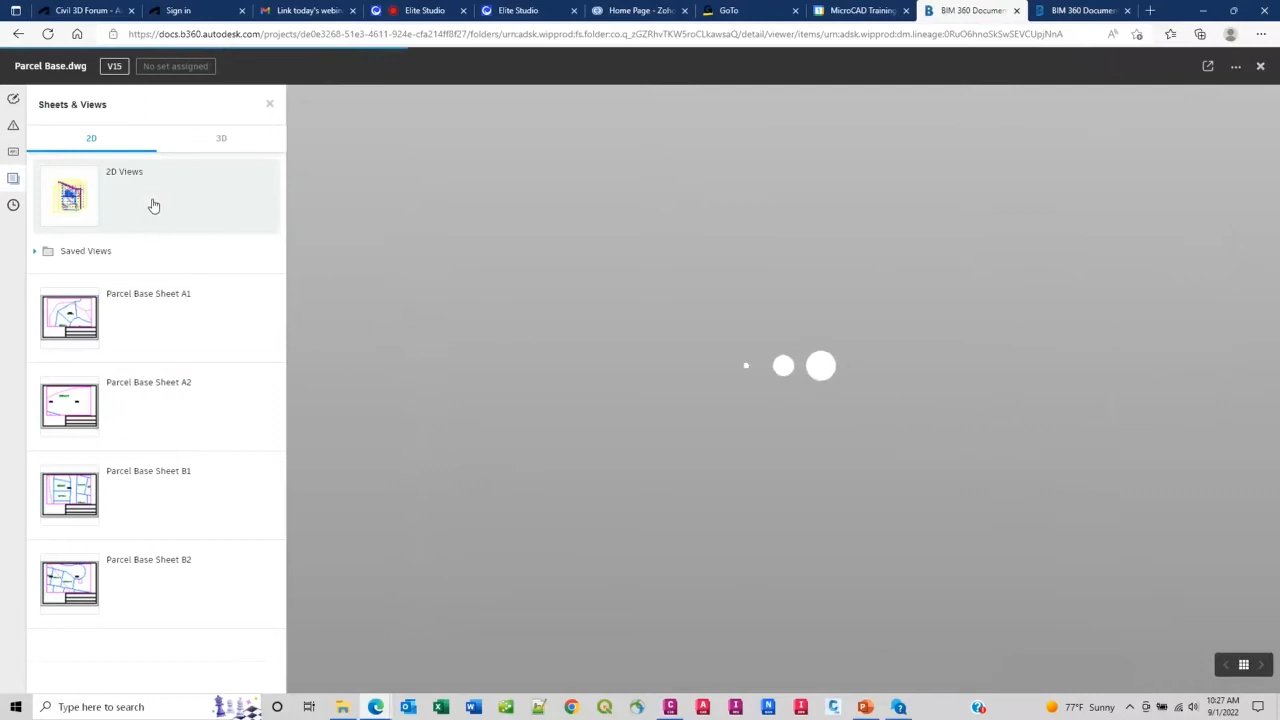 Civil 3D Forum - Au
Sign in
Link today's webin
Elite Studio
Elite Studio
Home Page - Zoho
GoTo
MicroCAD Training
BIM 360 Documen
BIM 360 Documen
https://docs.b360.autodesk.com/projects/de0e3268-51e3-4611-924e-cfa214ff8f27/folders/urn:adsk.wipprod:fs.folder:co.q_zGZRhvTKW5roCLkawsaQ/detail/viewer/items/urn:adsk.wipprod:dm.lineage:0RuO6hnoSkSwSEVCUpjNnA
Parcel Base.dwg
V15
No set assigned
Sheets & Views
2D
3D
2D Views
Saved Views
Parcel Base Sheet A1
Parcel Base Sheet A2
Parcel Base Sheet B1
Parcel Base Sheet B2
Type here to search
77°F Sunny
10:27 AM
9/1/2022